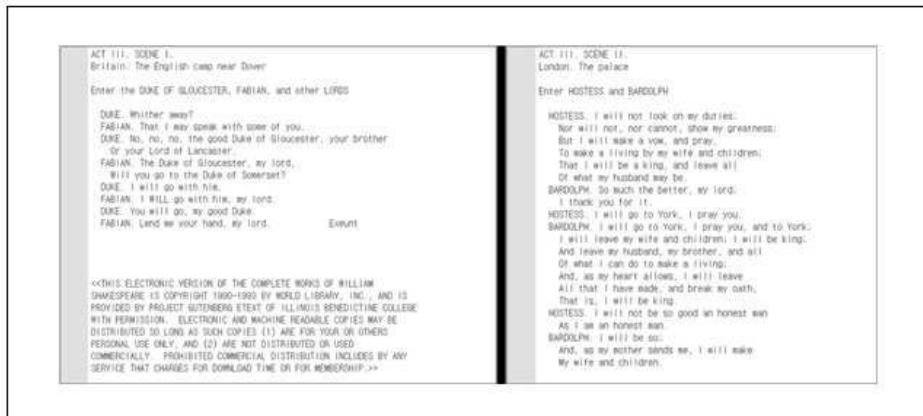 ACT III. SCENE I.
Britain. The English camp near Dover
Enter the DUKE OF GLOUCESTER, FABIAN, and other LORDS
DUKE. Whither away?
FABIAN. That I may speak with some of you.
DUKE. No, no, no, the good Duke of Gloucester, your brother
Or your Lord of Lancaster.
FABIAN. The Duke of Gloucester, my lord,
Will you go to the Duke of Somerset?
DUKE. I will go with him.
FABIAN. I WILL go with him, my lord.
DUKE. You will go, my good Duke.
FABIAN. Lend me your hand, my lord. Exeunt
<<THIS ELECTRONIC VERSION OF THE COMPLETE WORKS OF WILLIAM
SHAKESPEARE IS COPYRIGHT 1990-1993 BY WORLD LIBRARY, INC., AND IS
PROVIDED BY PROJECT GUTENBERG ETEXT OF ILLINOIS BENEDICTINE COLLEGE
WITH PERMISSION. ELECTRONIC AND MACHINE READABLE COPIES MAY BE
DISTRIBUTED SO LONG AS SUCH COPIES (1) ARE FOR YOUR OR OTHERS
PERSONAL USE ONLY, AND (2) ARE NOT DISTRIBUTED OR USED
COMMERCIALLY. PROHIBITED COMMERCIAL DISTRIBUTION INCLUDES BY ANY
SERVICE THAT CHARGES FOR DOWNLOAD TIME OR FOR MEMBERSHIP.>>
ACT III. SCENE II.
London. The palace
Enter HOSTESS and BARDOLPH
HOSTESS. I will not look on my duties;
Nor will not, nor cannot, show my greatness;
But I will make a vow, and pray,
To make a living by my wife and children;
That I will be a king, and leave all
Of what my husband may be.
BARDOLPH. So much the better, my lord;
I thank you for it.
HOSTESS. I will go to York, I pray you.
BARDOLPH. I will go to York, I pray you, and to York;
I will leave my wife and children; I will be king;
And leave my husband, my brother, and all
Of what I can do to make a living;
And, as my heart allows, I will leave
All that I have made, and break my oath,
That is, I will be king.
HOSTESS. I will not be so good an honest man
As I am an honest man.
BARDOLPH. I will be so;
And, as my mother sends me, I will make
My wife and children.